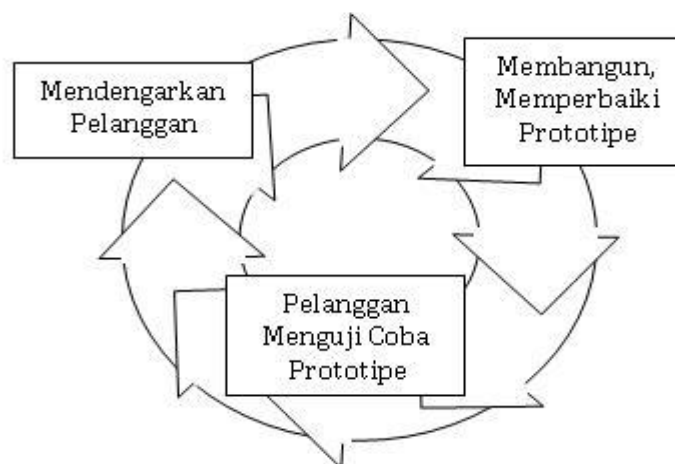 Mendengarkan
Pelanggan
Membangun,
Memperbaiki
Prototipe
Pelanggan
Menguji Coba
Prototipe